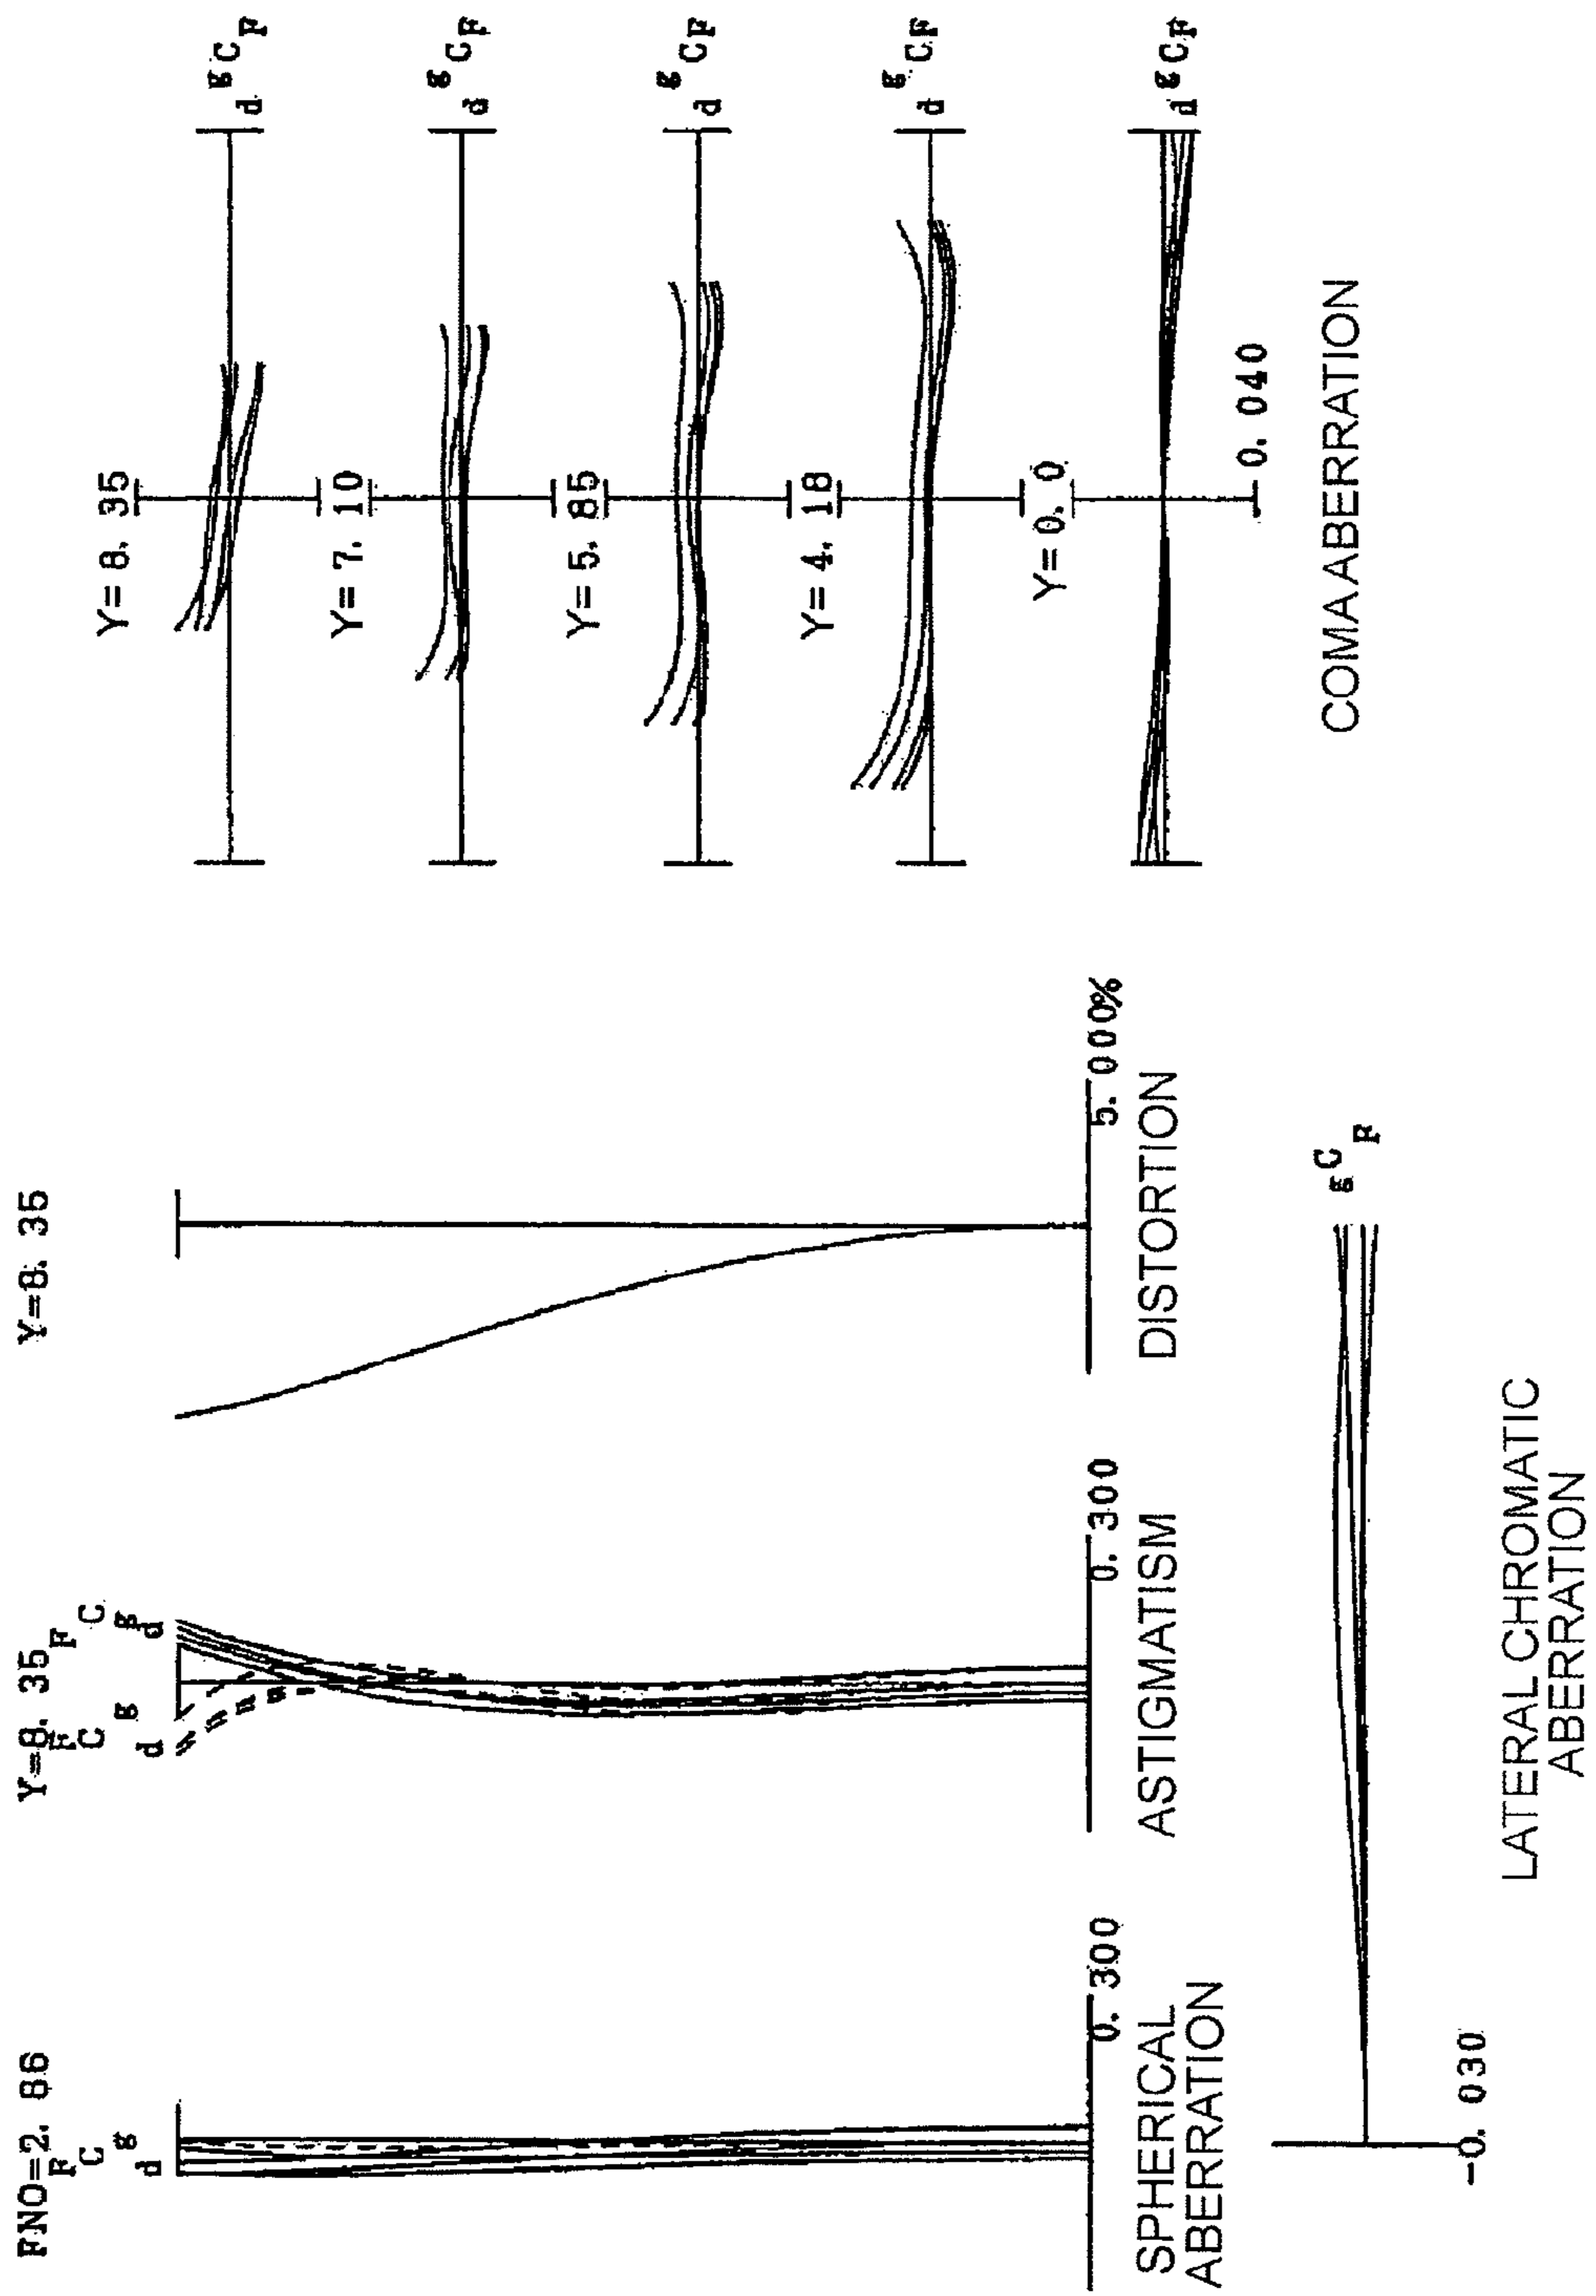 FNO=2. 86
F
C
g
d
0. 300
SPHERICAL
ABERRATION
Y=8. 35
F
C
g
d
F
C
g
d
0. 300
ASTIGMATISM
Y=8. 35
5. 000%
DISTORTION
-0. 030
g
C
F
LATERAL CHROMATIC
ABERRATION
Y=8. 35
d
g
C
F
Y=7. 10
d
g
C
F
Y=5. 85
d
g
C
F
Y=4. 18
d
g
C
F
Y=0. 0
d
g
C
F
0. 040
COMA ABERRATION